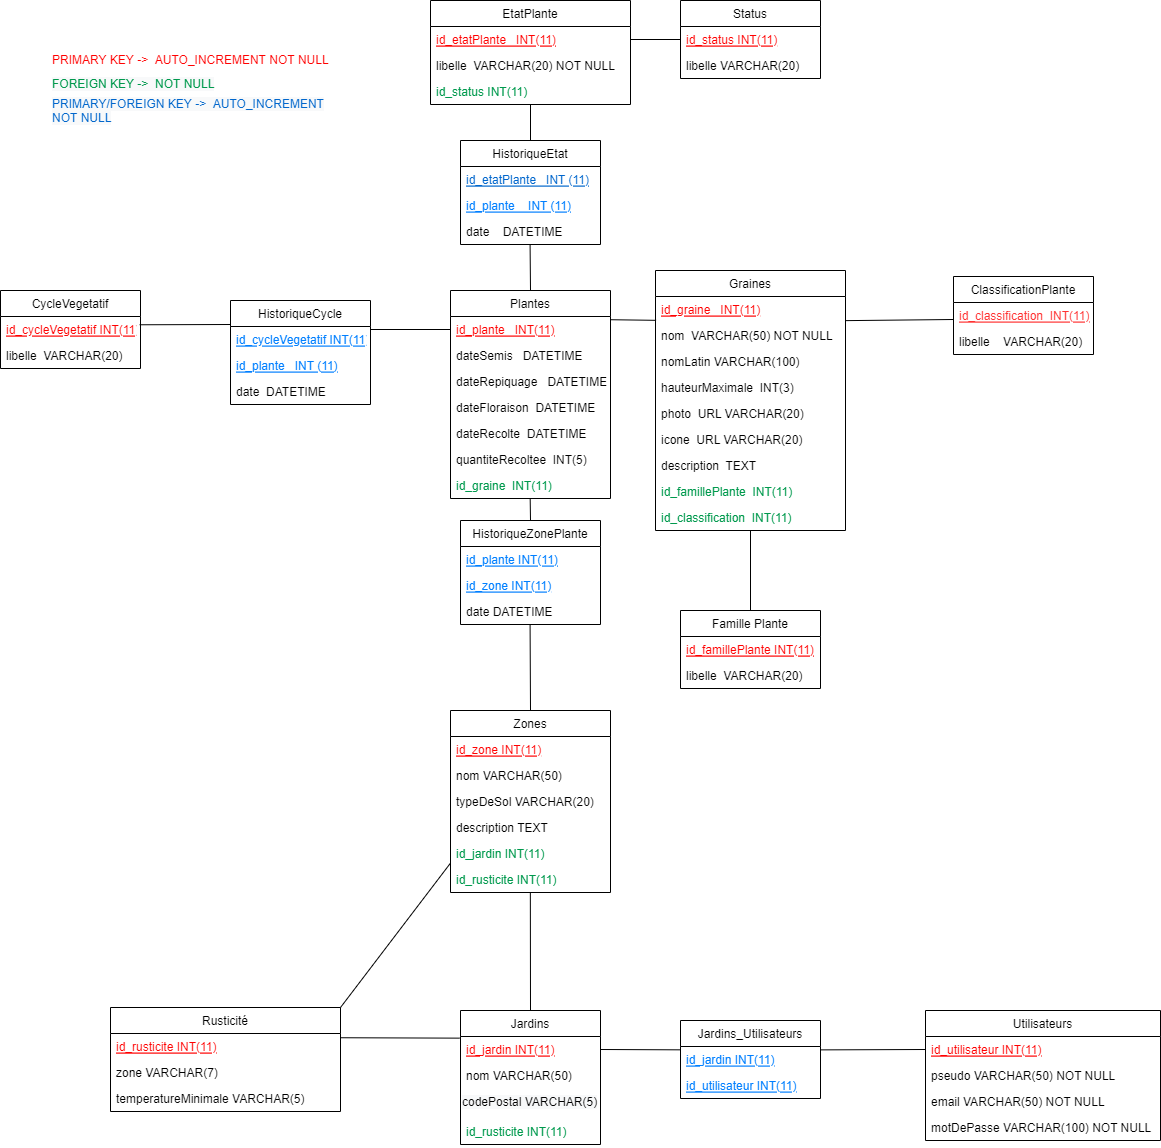 EtatPlante
id_etatPlante   INT(11)
libelle  VARCHAR(20) NOT NULL
id_status INT(11)
Status
id_status INT(11)
libelle VARCHAR(20)
PRIMARY KEY ->  AUTO_INCREMENT NOT NULL
FOREIGN KEY ->  NOT NULL
PRIMARY/FOREIGN KEY ->  AUTO_INCREMENT
NOT NULL
HistoriqueEtat
id_etatPlante   INT (11)
id_plante    INT (11)
date    DATETIME
CycleVegetatif
id_cycleVegetatif INT(11
libelle  VARCHAR(20)
HistoriqueCycle
id_cycleVegetatif INT(11
id_plante   INT (11)
date  DATETIME
Plantes
id_plante   INT(11)
dateSemis   DATETIME
dateRepiquage   DATETIME
dateFloraison  DATETIME
dateRecolte  DATETIME
quantiteRecoltee  INT(5)
id_graine  INT(11)
Graines
id_graine   INT(11)
nom  VARCHAR(50) NOT NULL
nomLatin VARCHAR(100)
hauteurMaximale  INT(3)
photo  URL VARCHAR(20)
icone  URL VARCHAR(20)
description  TEXT
id_famillePlante  INT(11)
id_classification  INT(11)
ClassificationPlante
id_classification  INT(11)
libelle    VARCHAR(20)
HistoriqueZonePlante
id_plante INT(11)
id_zone INT(11)
date DATETIME
Famille Plante
id_famillePlante INT(11)
libelle  VARCHAR(20)
Zones
id_zone INT(11)
nom VARCHAR(50)
typeDeSol VARCHAR(20)
description TEXT
id_jardin INT(11)
id_rusticite INT(11)
Rusticité
id_rusticite INT(11)
zone VARCHAR(7)
temperatureMinimale VARCHAR(5)
Jardins
id_jardin INT(11)
nom VARCHAR(50)
codePostal VARCHAR(5)
id_rusticite INT(11)
Jardins_Utilisateurs
id_jardin INT(11)
id_utilisateur INT(11)
Utilisateurs
id_utilisateur INT(11)
pseudo VARCHAR(50) NOT NULL
email VARCHAR(50) NOT NULL
motDePasse VARCHAR(100) NOT NULL